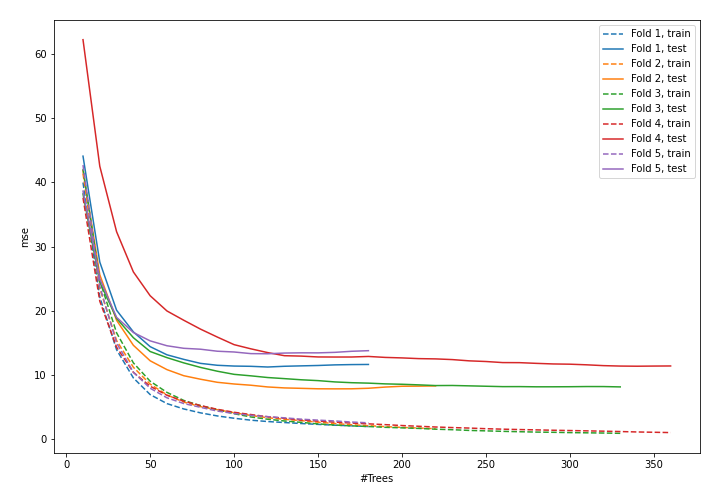 60
50
40
30
20
10
0
mse
0
50
100
150
200
250
300
350
#Trees
Fold 1, train
Fold 1, test
Fold 2, train
Fold 2, test
Fold 3, train
Fold 3, test
Fold 4, train
Fold 4, test
Fold 5, train
Fold 5, test